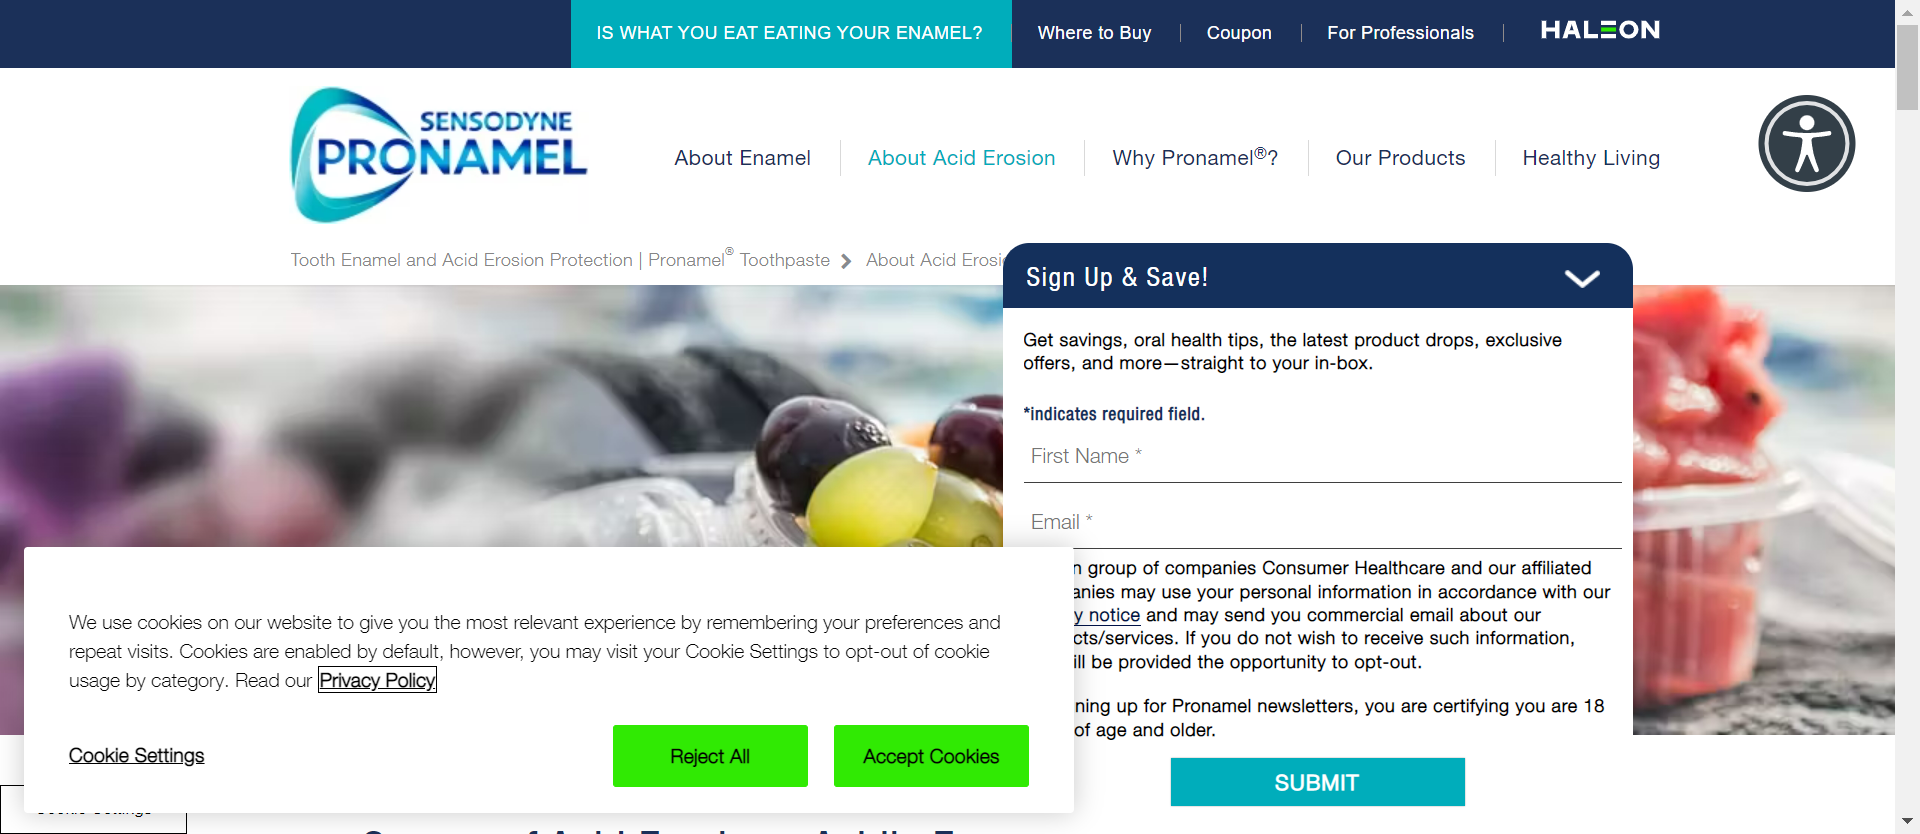 IS WHAT YOU EAT EATING YOUR ENAMEL?
Where to Buy
Coupon
For Professionals
HALEON
SENSODYNE
PRONAMEL
About Enamel
About Acid Erosion
Why Pronamel®?
Our Products
Healthy Living
Tooth Enamel and Acid Erosion Protection | Pronamel® Toothpaste
About Acid
Sign Up & Save!
Get savings, oral health tips, the latest product drops, exclusive
offers, and more—straight to your in-box.
*indicates required field.
First Name *
Email *
group of companies Consumer Healthcare and our affiliated
may use your personal information in accordance with our
notice and may send you commercial email about our
services. If you do not wish to receive such information,
be provided the opportunity to opt-out.
up for Pronamel newsletters, you are certifying you are 18
of age and older.
SUBMIT
We use cookies on our website to give you the most relevant experience by remembering your preferences and
repeat visits. Cookies are enabled by default, however, you may visit your Cookie Settings to opt-out of cookie
usage by category. Read our Privacy Policy
Cookie Settings
Reject All
Accept Cookies